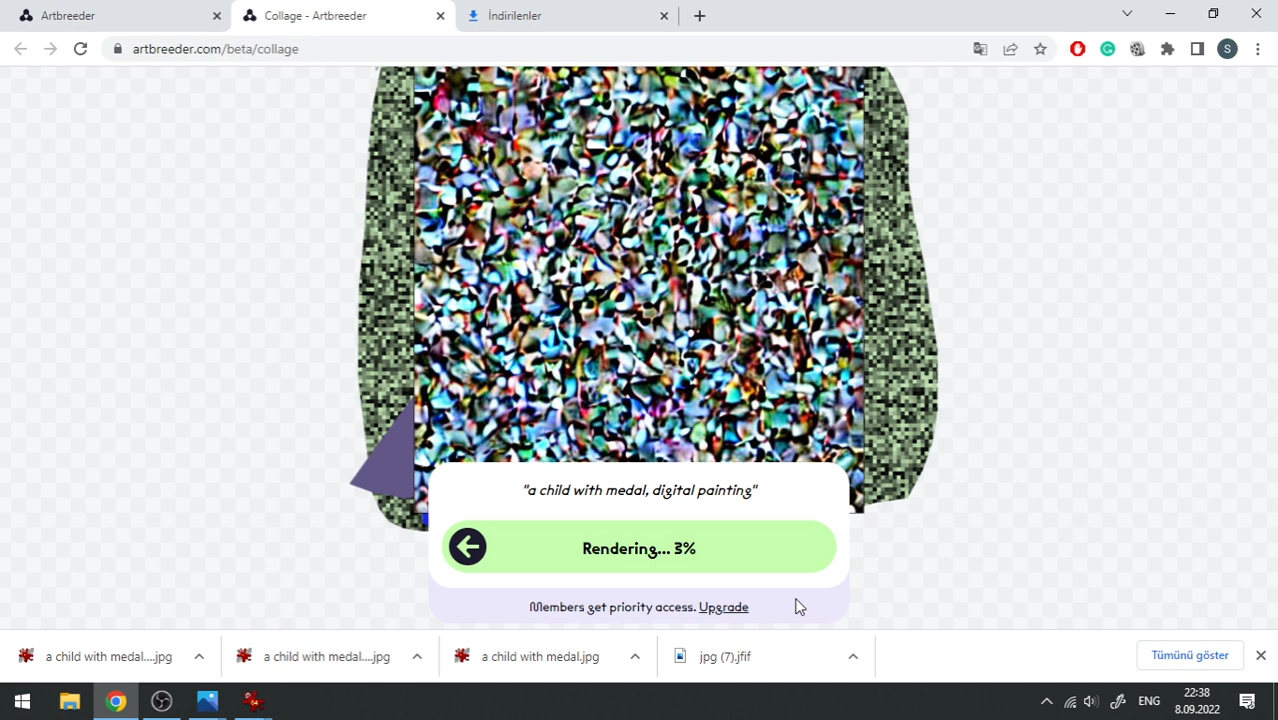 Artbreeder
Collage - Artbreeder
İndirilenler
artbreeder.com/beta/collage
S
"a child with medal, digital painting"
Rendering... 3%
Members get priority access. Upgrade
a child with medal....jpg
a child with medal....jpg
a child with medal.jpg
jpg (7).jfif
Tümünü göster
64
ENG
22:38
8.09.2022